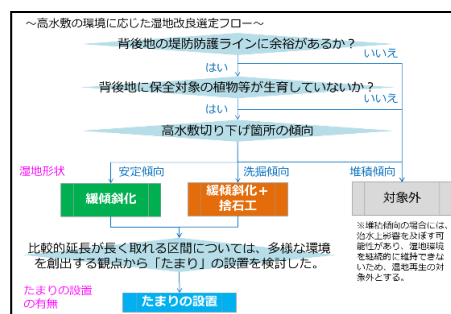 ～高水敷の環境に応じた湿地改良選定フロー～
背後地の堤防防護ラインに余裕があるか？
はい
いいえ
背後地に保全対象の植物等が生育していないか？
はい
いいえ
高水敷切り下げ箇所の傾向
湿地形状
安定傾向
洗掘傾向
堆積傾向
緩傾斜化
緩傾斜化＋
捨石工
対象外
※堆積傾向の場合には、
治水上影響を及ぼす可
能性があり、湿地環境
を継続的に維持できな
いため、湿地再生の対
象外とする。
比較的延長が長く取れる区間については、多様な環境
を創出する観点から「たまり」の設置を検討した。
たまりの設置
の有無
たまりの設置